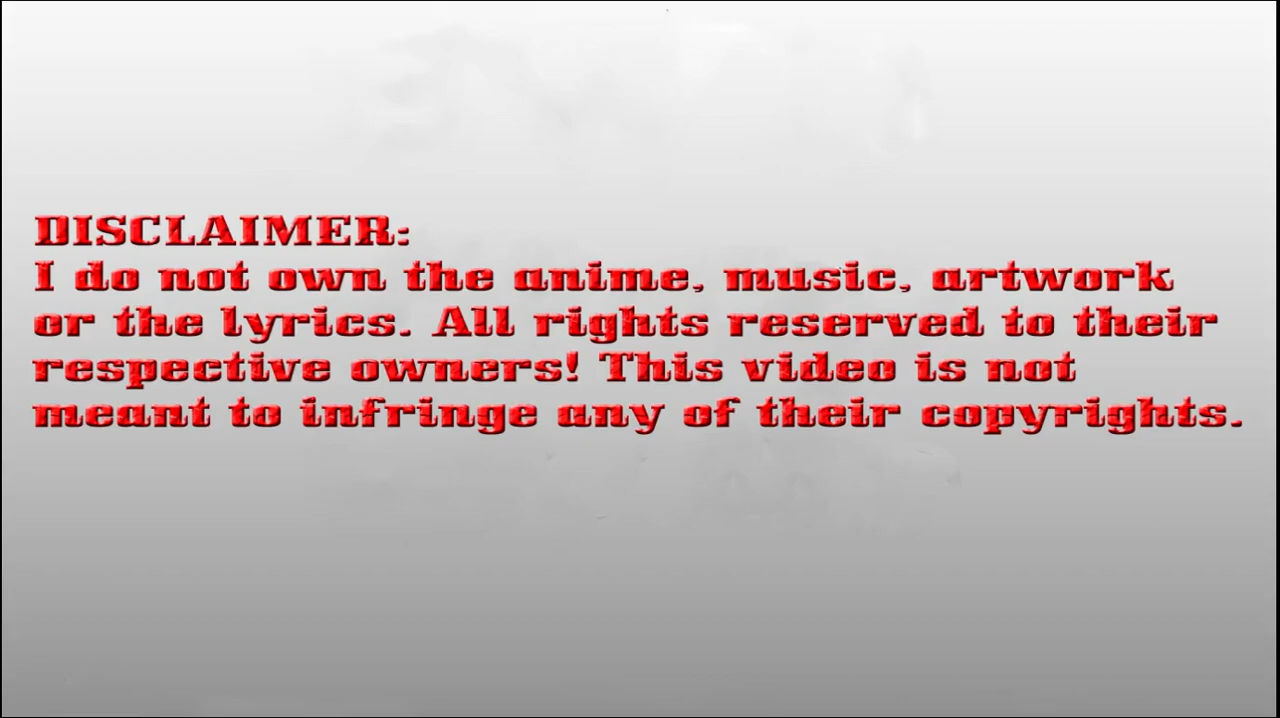 DISCLAIMER:
I do not own the anime, music, artwork
or the lyrics. All rights reserved to their
respective owners! This video is not
meant to infringe any of their copyrights.